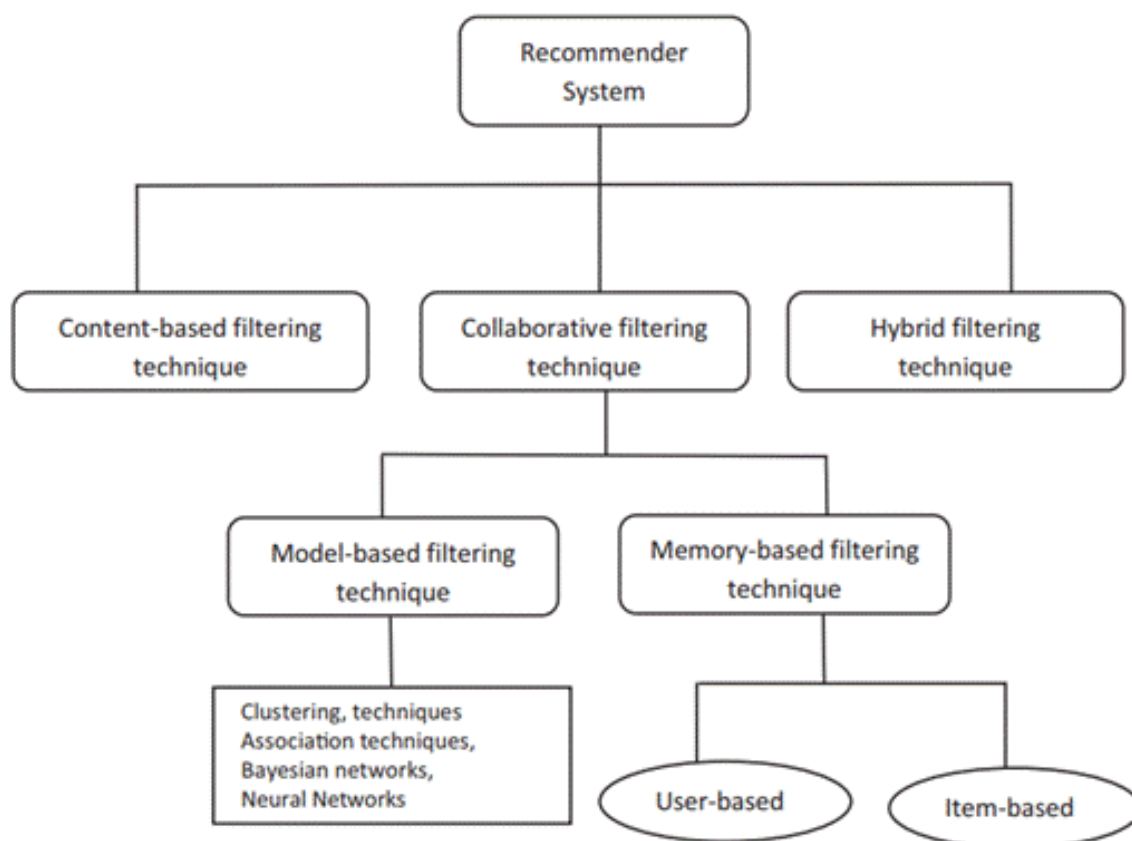 Recommender
System
Content-based filtering
technique
Collaborative filtering
technique
Hybrid filtering
technique
Model-based filtering
technique
Memory-based filtering
technique
Clustering, techniques
Association techniques,
Bayesian networks,
Neural Networks
User-based
Item-based